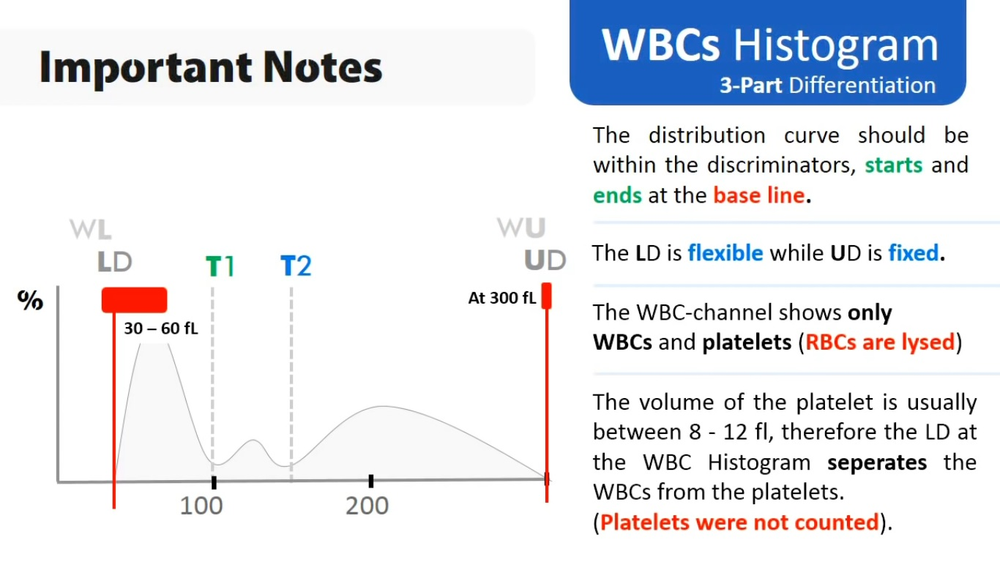 Important Notes
WBCs Histogram
3-Part Differentiation
The distribution curve should be
within the discriminators, starts and
ends at the base line.
The LD is flexible while UD is fixed.
The WBC-channel shows only
WBCs and platelets (RBCs are lysed)
The volume of the platelet is usually
between 8 - 12 fl, therefore the LD at
the WBC Histogram seperates the
WBCs from the platelets.
(Platelets were not counted).
WL
LD
T1
T2
WU
UD
%
30 – 60 fL
At 300 fL
100
200